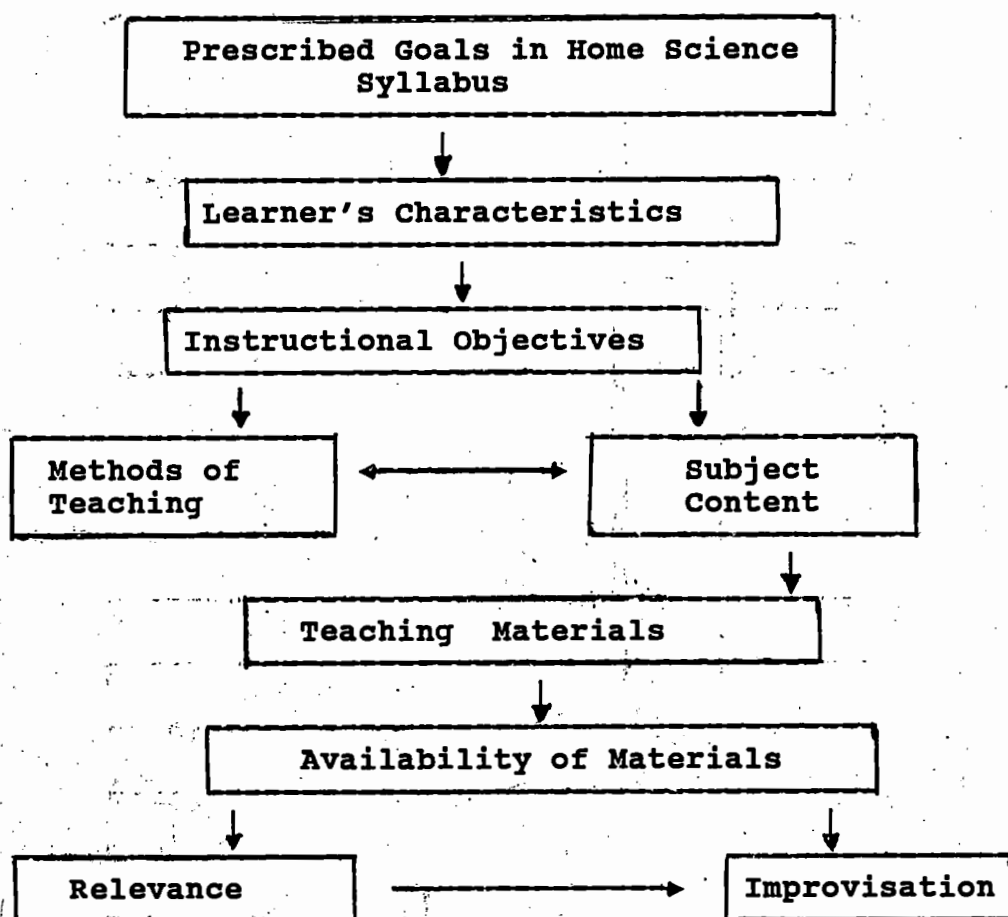 Prescribed Goals in Home Science
Syllabus
Learner's Characteristics
Instructional Objectives
Methods of
Teaching
Subject
Content
Teaching Materials
Availability of Materials
Relevance
Improvisation